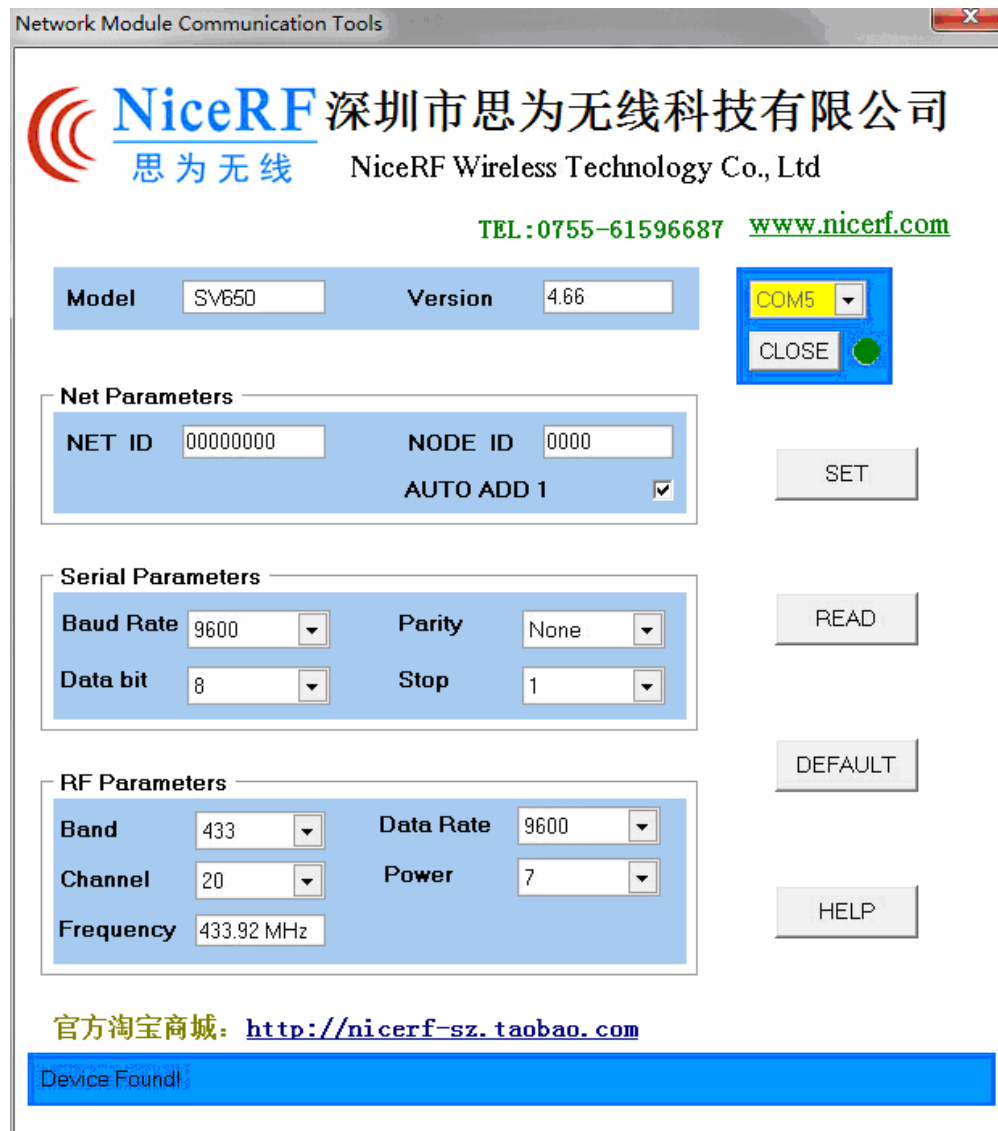 Network Module Communication Tools
NiceRF 深圳市思为无线科技有限公司
思为无线 NiceRF Wireless Technology Co., Ltd
TEL:0755-61596687 www.nicerf.com
Model SV650 Version 4.66 COM5
CLOSE
Net Parameters
NET ID 00000000 NODE ID 0000
AUTO ADD 1
SET
Serial Parameters
Baud Rate 9600 Parity None
READ
Data bit 8 Stop 1
DEFAULT
RF Parameters
Band 433 Data Rate 9600
Channel 20 Power 7
HELP
Frequency 433.92 MHz
官方淘宝商城：http://nicerf-sz.taobao.com
Device Found!